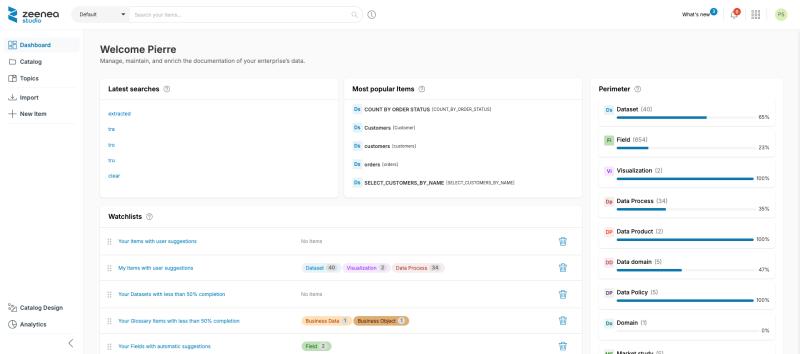 zeenea
studio
Default
Search your items...
What's new
PS
Dashboard
Catalog
Topics
Import
New Item
Catalog Design
Analytics
Welcome Pierre
Manage, maintain, and enrich the documentation of your enterprise's data.
Latest searches
extracted
tra
tro
tru
clear
Most popular Items
Ds COUNT BY ORDER STATUS (COUNT_BY_ORDER_STATUS)
Ds Customers (Customer)
Ds customers (customers)
Ds orders (orders)
Ds SELECT_CUSTOMERS_BY_NAME (SELECT_CUSTOMERS_BY_NAME)
Watchlists
Your items with user suggestions No items
My items with user suggestions Dataset 40 Visualization 2 Data Process 34
Your Datasets with less than 50% completion No items
Your Glossary Items with less than 50% completion Business Data 1 Business Object 1
Your Fields with automatic suggestions Field 2
Perimeter
Ds Dataset (40)
65%
Fi Field (654)
23%
Vi Visualization (2)
100%
Dp Data Process (34)
35%
DP Data Product (2)
100%
DD Data domain (5)
47%
DP Data Policy (5)
100%
Do Domain (1)
0%